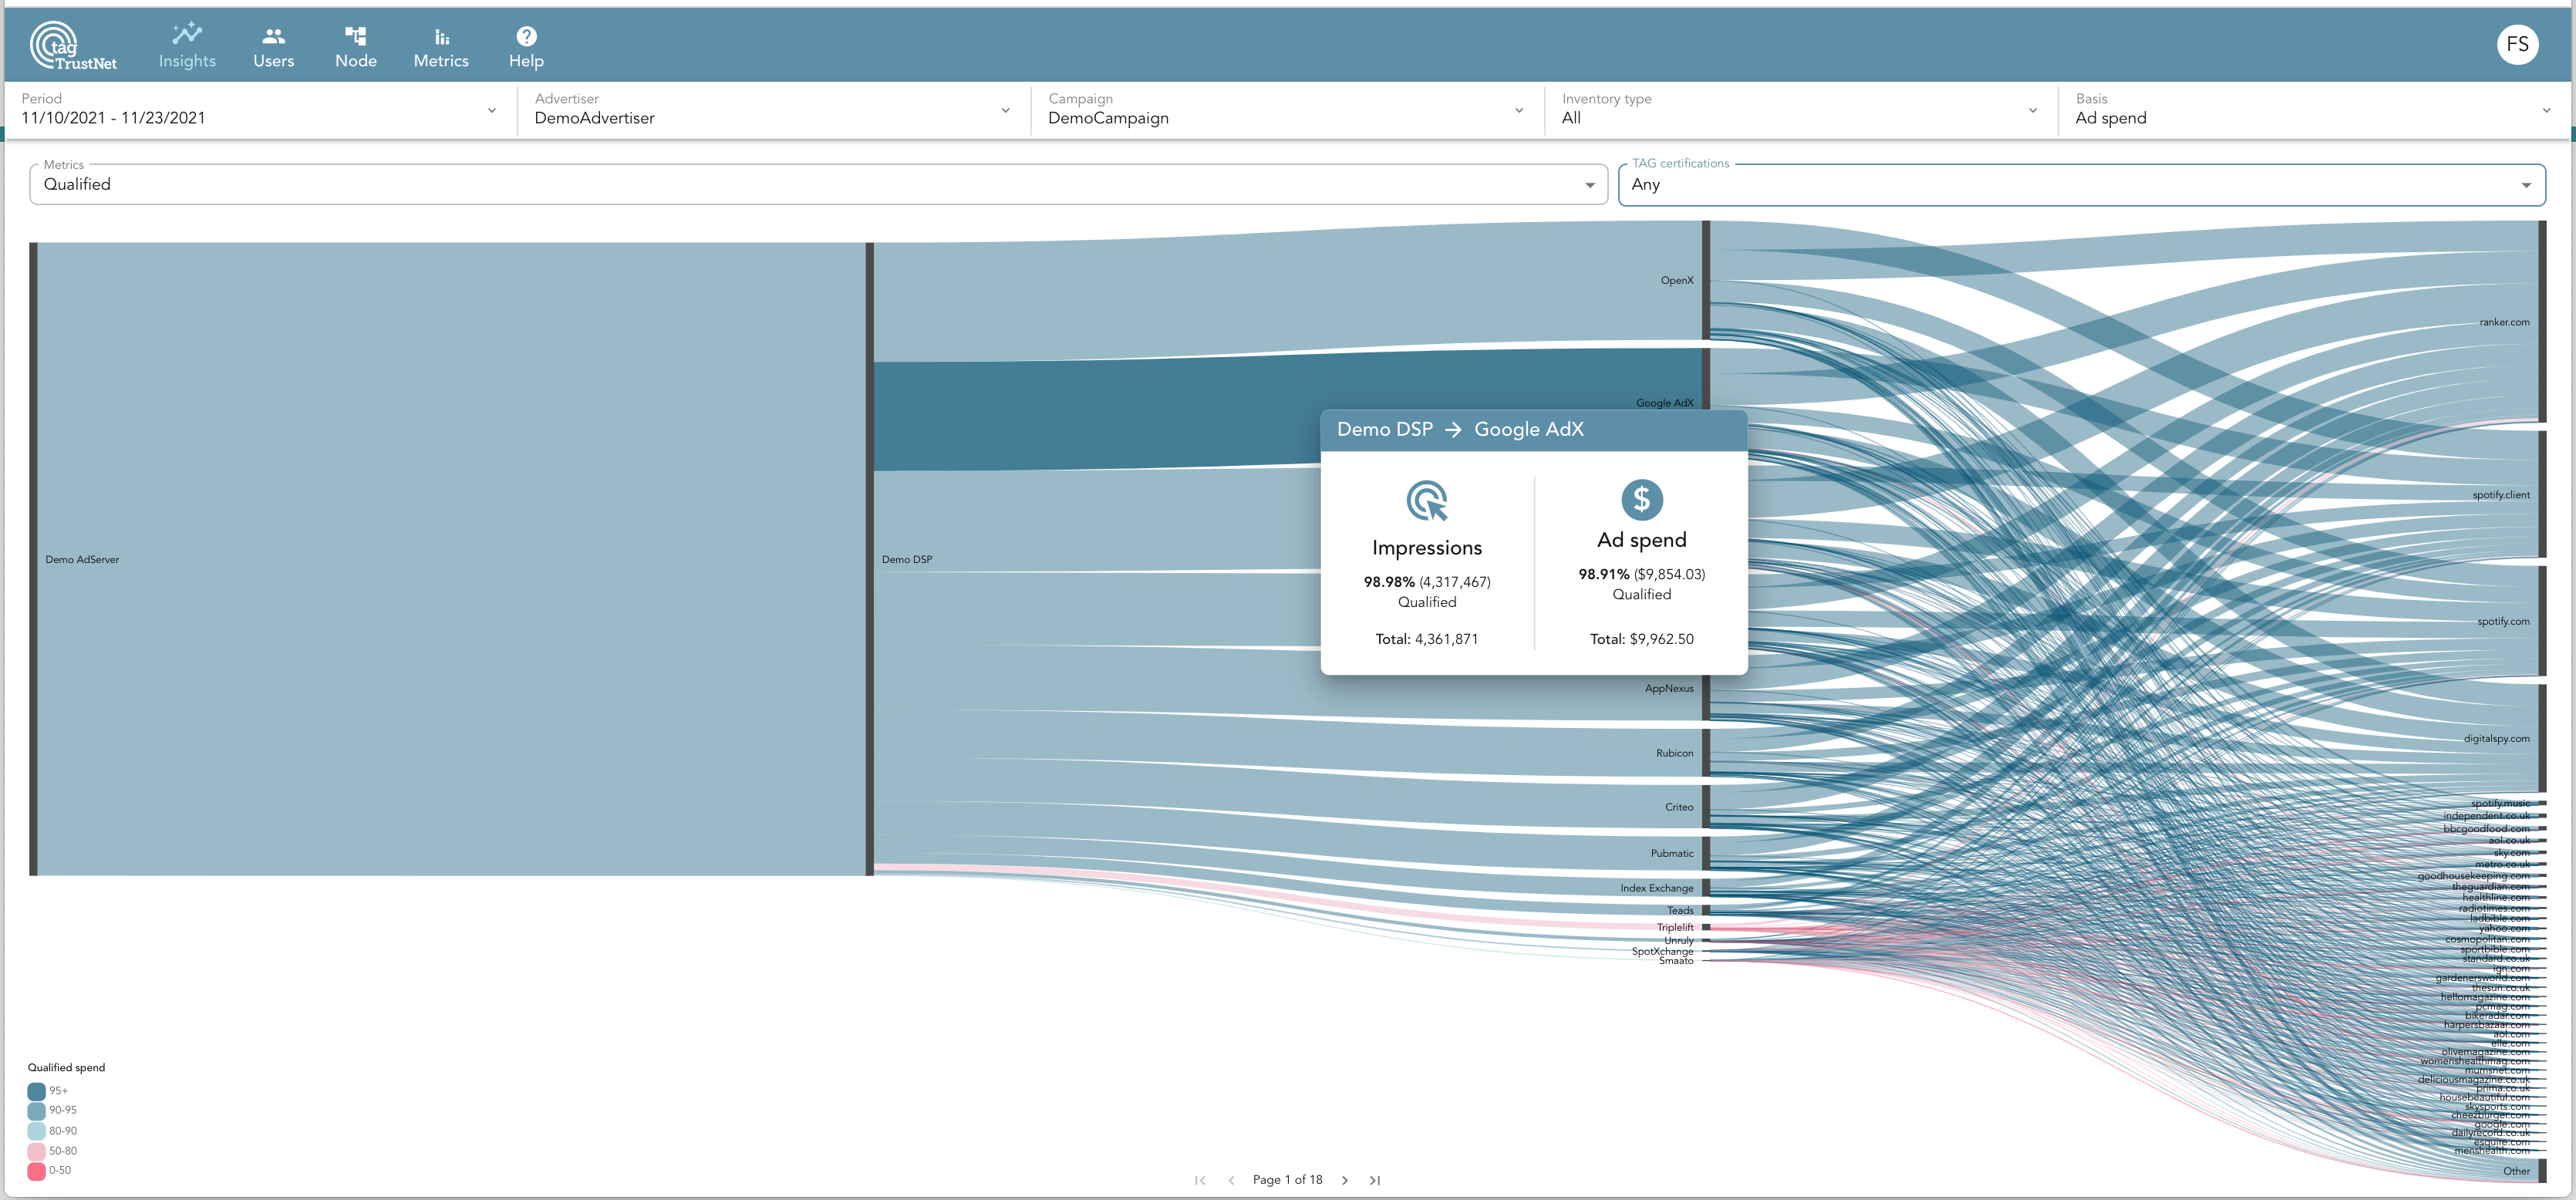 tag
TrustNet
Insights
Users
Node
Metrics
Help
FS
Period
11/10/2021 - 11/23/2021
Advertiser
DemoAdvertiser
Campaign
DemoCampaign
Inventory type
All
Basis
Ad spend
Metrics
Qualified
TAG certifications
Any
Demo AdServer
Demo DSP
OpenX
Google AdX
Demo DSP → Google AdX
Impressions
98.98% (4,317,467)
Qualified
Total: 4,361,871
Ad spend
98.91% ($9,854.03)
Qualified
Total: $9,962.50
AppNexus
Rubicon
Criteo
Pubmatic
Index Exchange
Teads
Triplelift
Unruly
SpotXchange
Smaato
ranker.com
spotify.client
spotify.com
digitalspy.com
spotify.music
independent.co.uk
bbcgoodfood.com
aol.co.uk
sky.com
metro.co.uk
goodhousekeeping.com
theguardian.com
healthline.com
radiotimes.com
ladbible.com
yahoo.com
cosmopolitan.com
sportbible.com
standard.co.uk
ign.com
gardenersworld.com
thesun.co.uk
hellomagazine.com
pcmag.com
bikeradar.com
harpersbazaar.com
aol.com
elle.com
olivemagazine.com
womenshealthmag.com
mumsnet.com
deliciousmagazine.co.uk
prima.co.uk
housebeautiful.com
skysports.com
cheezburger.com
google.com
dailyrecord.co.uk
esquire.com
menshealth.com
Other
Qualified spend
95+
90-95
80-90
50-80
0-50
Page 1 of 18